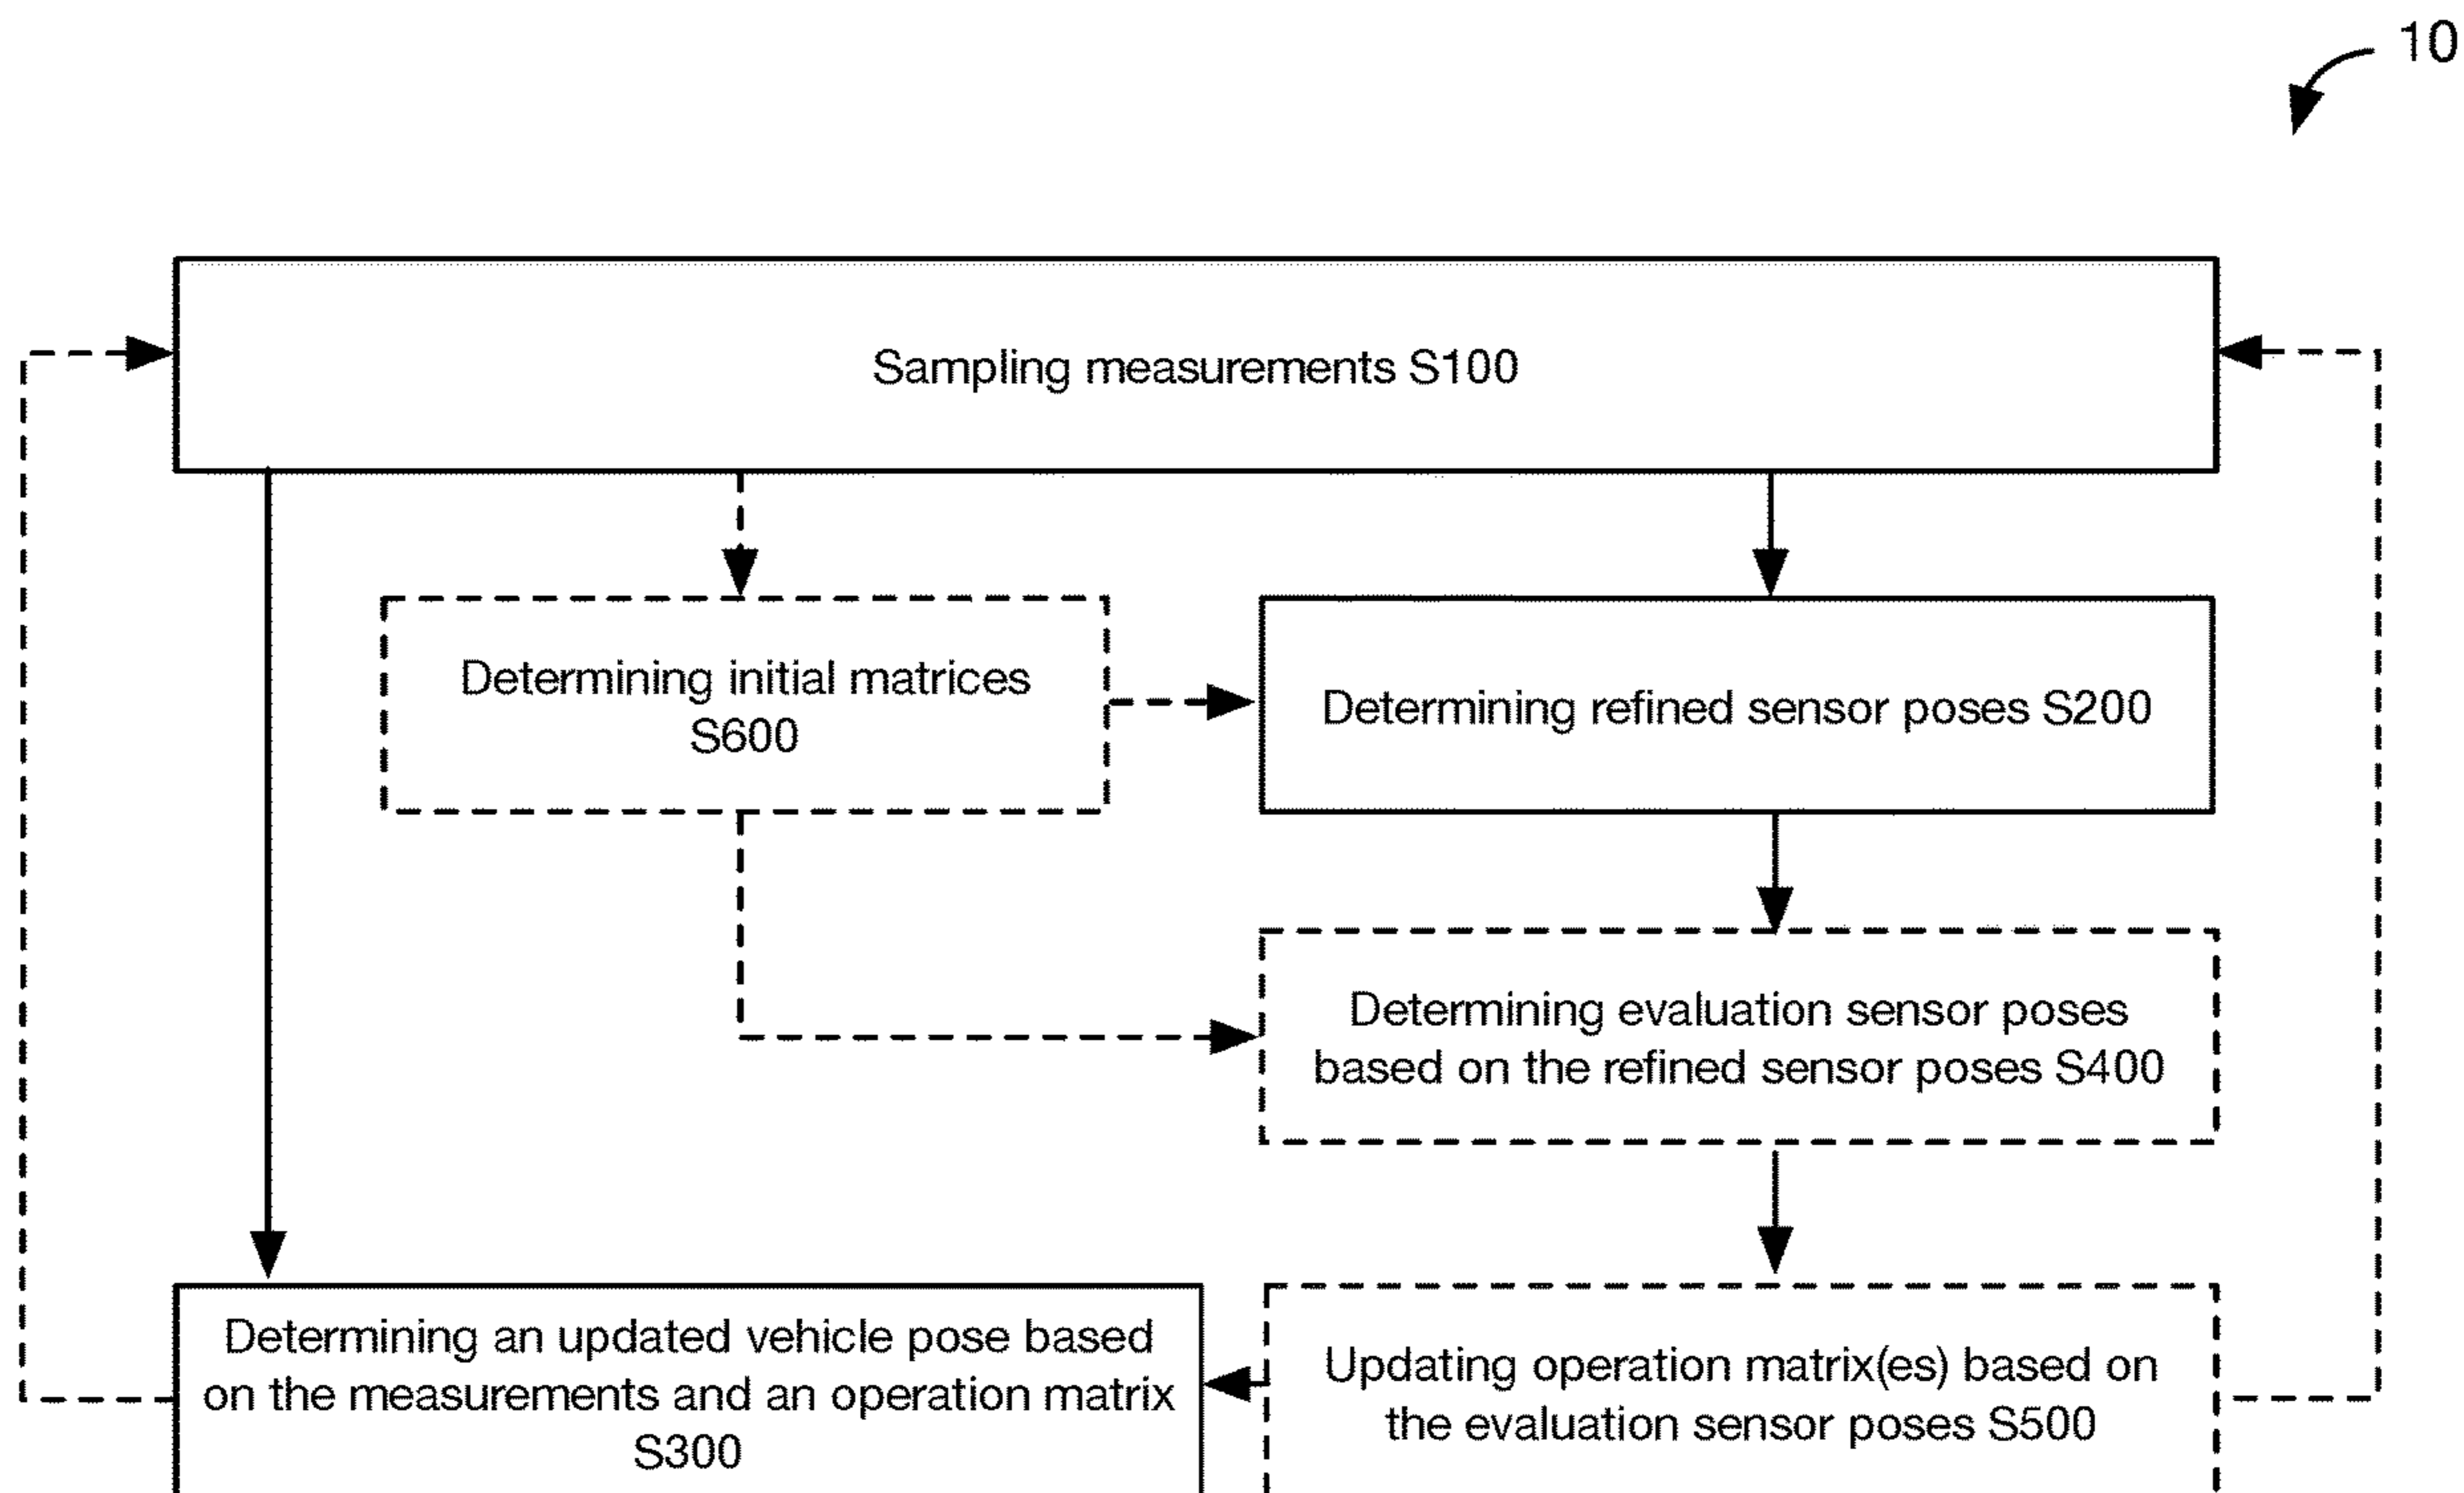 10
Sampling measurements S100
Determining initial matrices
S600
Determining refined sensor poses S200
Determining evaluation sensor poses
based on the refined sensor poses S400
Determining an updated vehicle pose based
on the measurements and an operation matrix
S300
Updating operation matrix(es) based on
the evaluation sensor poses S500